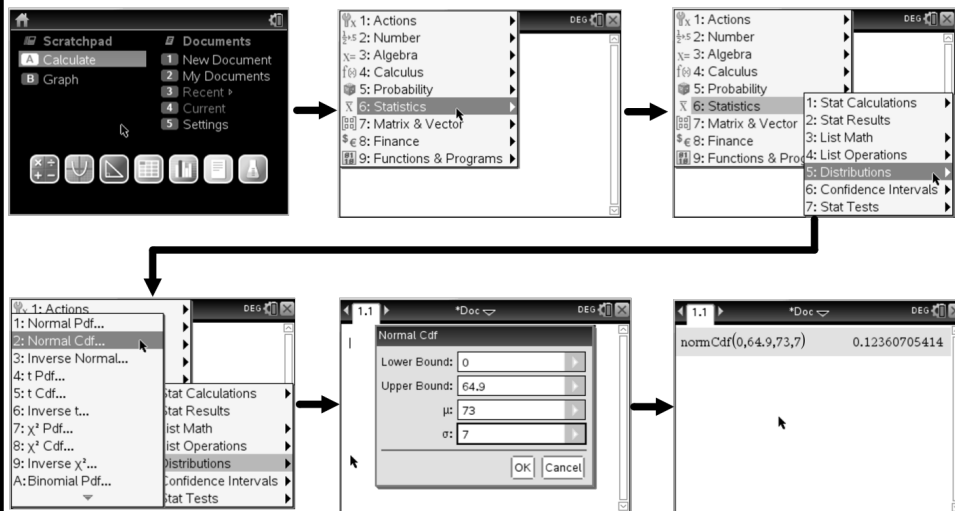 Scratchpad
A Calculate
B Graph
Documents
1 New Document
2 My Documents
3 Recent ▸
4 Current
5 Settings
DEG
1: Actions
2: Number
3: Algebra
4: Calculus
5: Probability
6: Statistics
7: Matrix & Vector
8: Finance
9: Functions & Programs
DEG
1: Actions
2: Number
3: Algebra
4: Calculus
5: Probability
6: Statistics
7: Matrix & Vector
8: Finance
9: Functions & Prog
1: Stat Calculations
2: Stat Results
3: List Math
4: List Operations
5: Distributions
6: Confidence Intervals
7: Stat Tests
DEG
1: Actions
1: Normal Pdf...
2: Normal Cdf...
3: Inverse Normal...
4: t Pdf...
5: t Cdf...
6: Inverse t...
7: χ² Pdf...
8: χ² Cdf...
9: Inverse χ²...
A: Binomial Pdf...
Stat Calculations
Stat Results
ist Math
ist Operations
Distributions
Confidence Intervals
Stat Tests
1.1 *Doc DEG
Normal Cdf
Lower Bound: 0
Upper Bound: 64.9
μ: 73
σ: 7
OK Cancel
1.1 *Doc DEG
normCdf(0,64.9,73,7) 0.12360705414